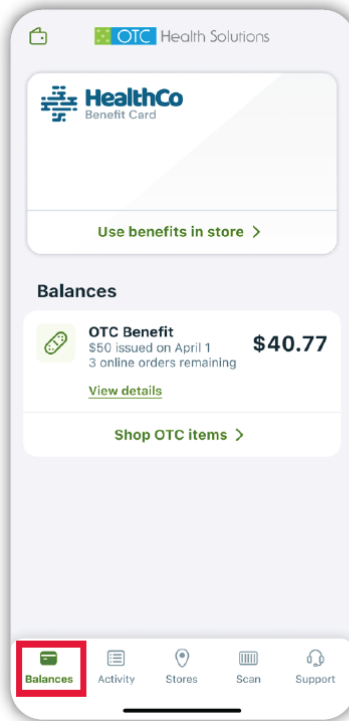 OTC Health Solutions
HealthCo
Benefit Card
Use benefits in store >
Balances
OTC Benefit
$50 issued on April 1
3 online orders remaining
$40.77
View details
Shop OTC items >
Balances Activity Stores Scan Support